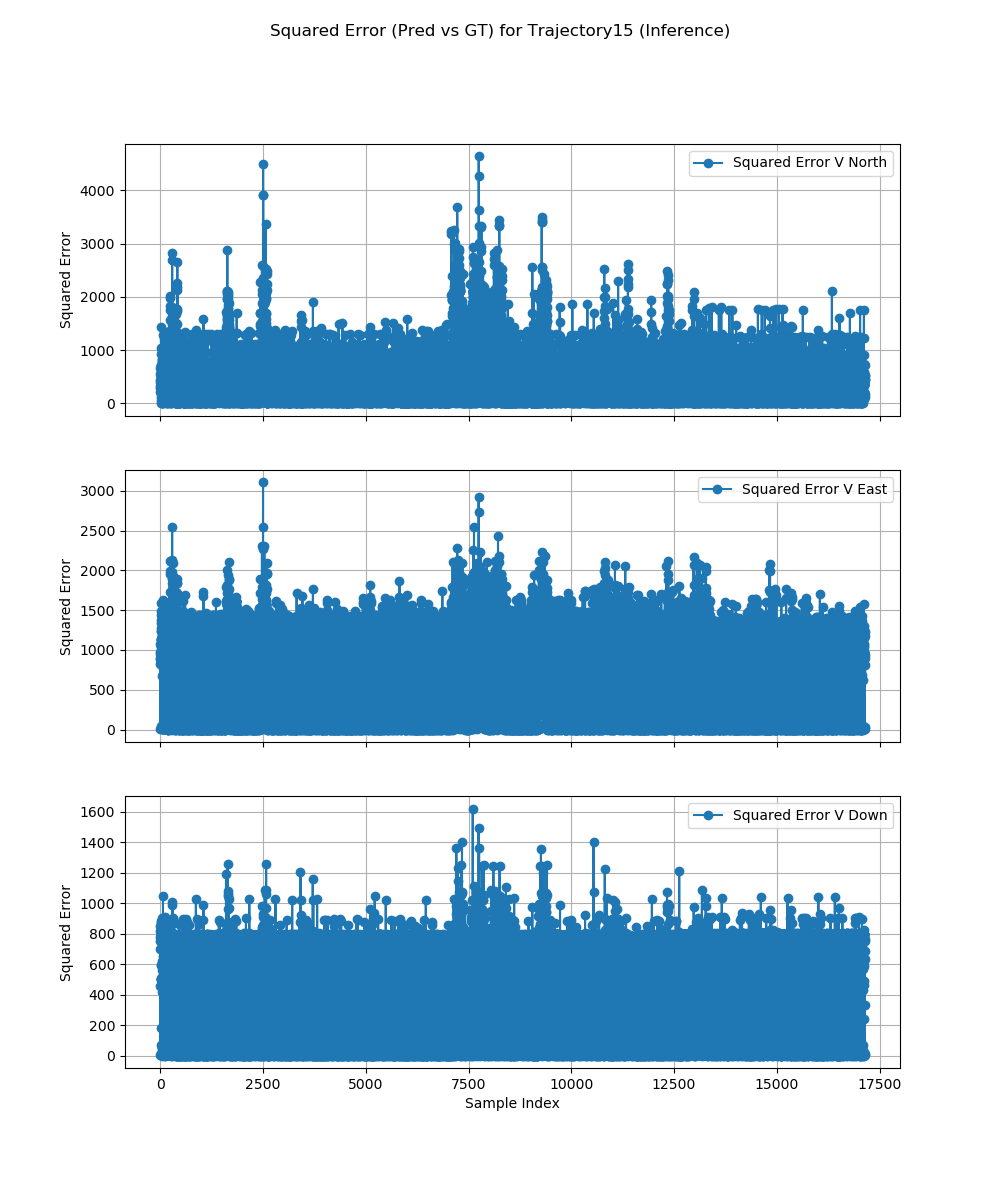 Squared Error (Pred vs GT) for Trajectory15 (Inference)
Squared Error V North
4000
3000
2000
1000
0
Squared Error
Squared Error V East
3000
2500
2000
1500
1000
500
0
Squared Error
Squared Error V Down
1600
1400
1200
1000
800
600
400
200
0
Squared Error
0 2500 5000 7500 10000 12500 15000 17500
Sample Index